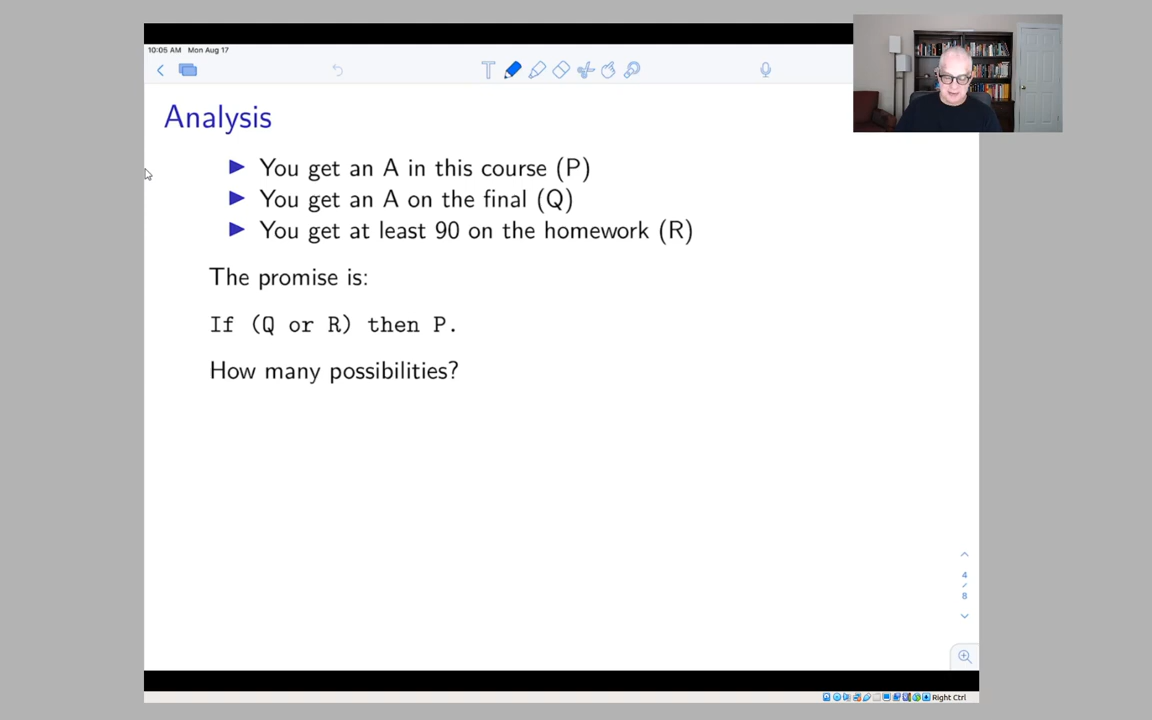 10:05 AM Mon Aug 17
Analysis
You get an A in this course (P)
You get an A on the final (Q)
You get at least 90 on the homework (R)
The promise is:
If (Q or R) then P.
How many possibilities?
4
/
8
Right Ctrl